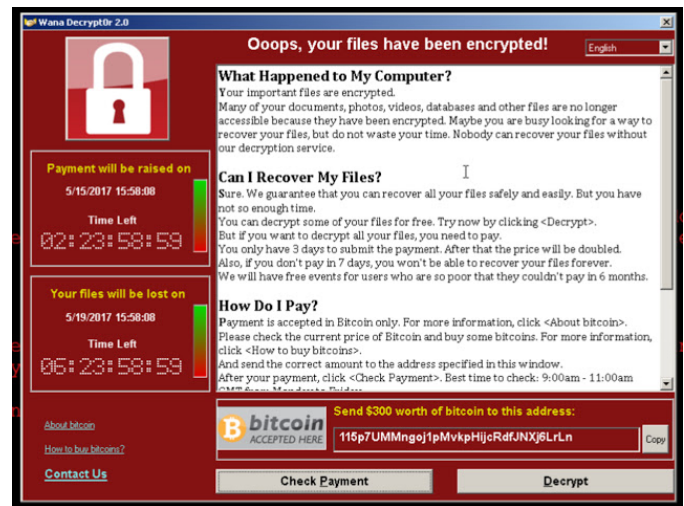 Wana Decrypt0r 2.0
Ooops, your files have been encrypted!
English
What Happened to My Computer?
Your important files are encrypted.
Many of your documents, photos, videos, databases and other files are no longer
accessible because they have been encrypted. Maybe you are busy looking for a way to
recover your files, but do not waste your time. Nobody can recover your files without
our decryption service.
Can I Recover My Files?
Sure. We guarantee that you can recover all your files safely and easily. But you have
not so enough time.
You can decrypt some of your files for free. Try now by clicking <Decrypt>.
But if you want to decrypt all your files, you need to pay.
You only have 3 days to submit the payment. After that the price will be doubled.
Also, if you don't pay in 7 days, you won't be able to recover your files forever.
We will have free events for users who are so poor that they couldn't pay in 6 months.
How Do I Pay?
Payment is accepted in Bitcoin only. For more information, click <About bitcoin>.
Please check the current price of Bitcoin and buy some bitcoins. For more information,
click <How to buy bitcoins>.
And send the correct amount to the address specified in this window.
After your payment, click <Check Payment>. Best time to check: 9:00am - 11:00am
GMT from Monday to Friday.
Payment will be raised on
5/15/2017 15:58:08
Time Left
02:23:58:59
Your files will be lost on
5/19/2017 15:58:08
Time Left
06:23:58:59
About bitcoin
How to buy bitcoins?
Contact Us
bitcoin
ACCEPTED HERE
Send $300 worth of bitcoin to this address:
115p7UMMngoj1pMvkpHijcRdfJNXj6LrLn
Copy
Check Payment
Decrypt